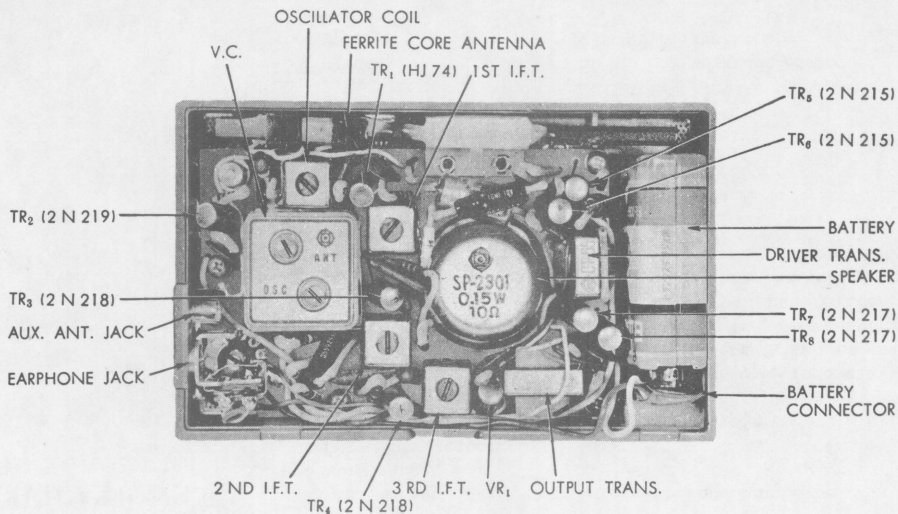 OSCILLATOR COIL
V.C.
FERRITE CORE ANTENNA
TR₁ (HJ 74)
1ST I.F.T.
TR₅ (2 N 215)
TR₆ (2 N 215)
TR₂ (2 N 219)
BATTERY
DRIVER TRANS.
SPEAKER
ANT
OSC
SP-2301
0.15W
10Ω
TR₃ (2 N 218)
AUX. ANT. JACK
EARPHONE JACK
TR₇ (2 N 217)
TR₈ (2 N 217)
BATTERY
CONNECTOR
2 ND I.F.T.
TR₄ (2 N 218)
3 RD I.F.T.
VR₁
OUTPUT TRANS.